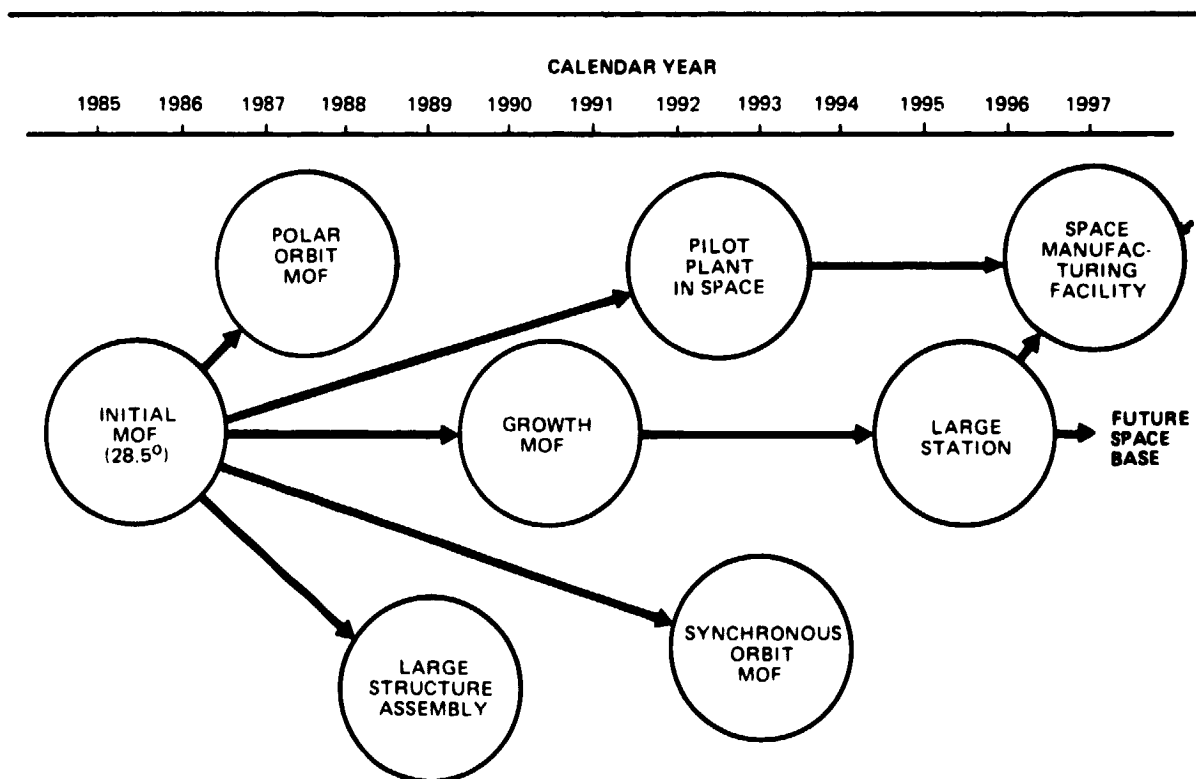 CALENDAR YEAR
1985 1986 1987 1988 1989 1990 1991 1992 1993 1994 1995 1996 1997
POLAR
ORBIT
MOF
PILOT
PLANT
IN SPACE
SPACE
MANUFAC-
TURING
FACILITY
INITIAL
MOF
(28.5⁰)
GROWTH
MOF
LARGE
STATION
FUTURE
SPACE
BASE
LARGE
STRUCTURE
ASSEMBLY
SYNCHRONOUS
ORBIT
MOF